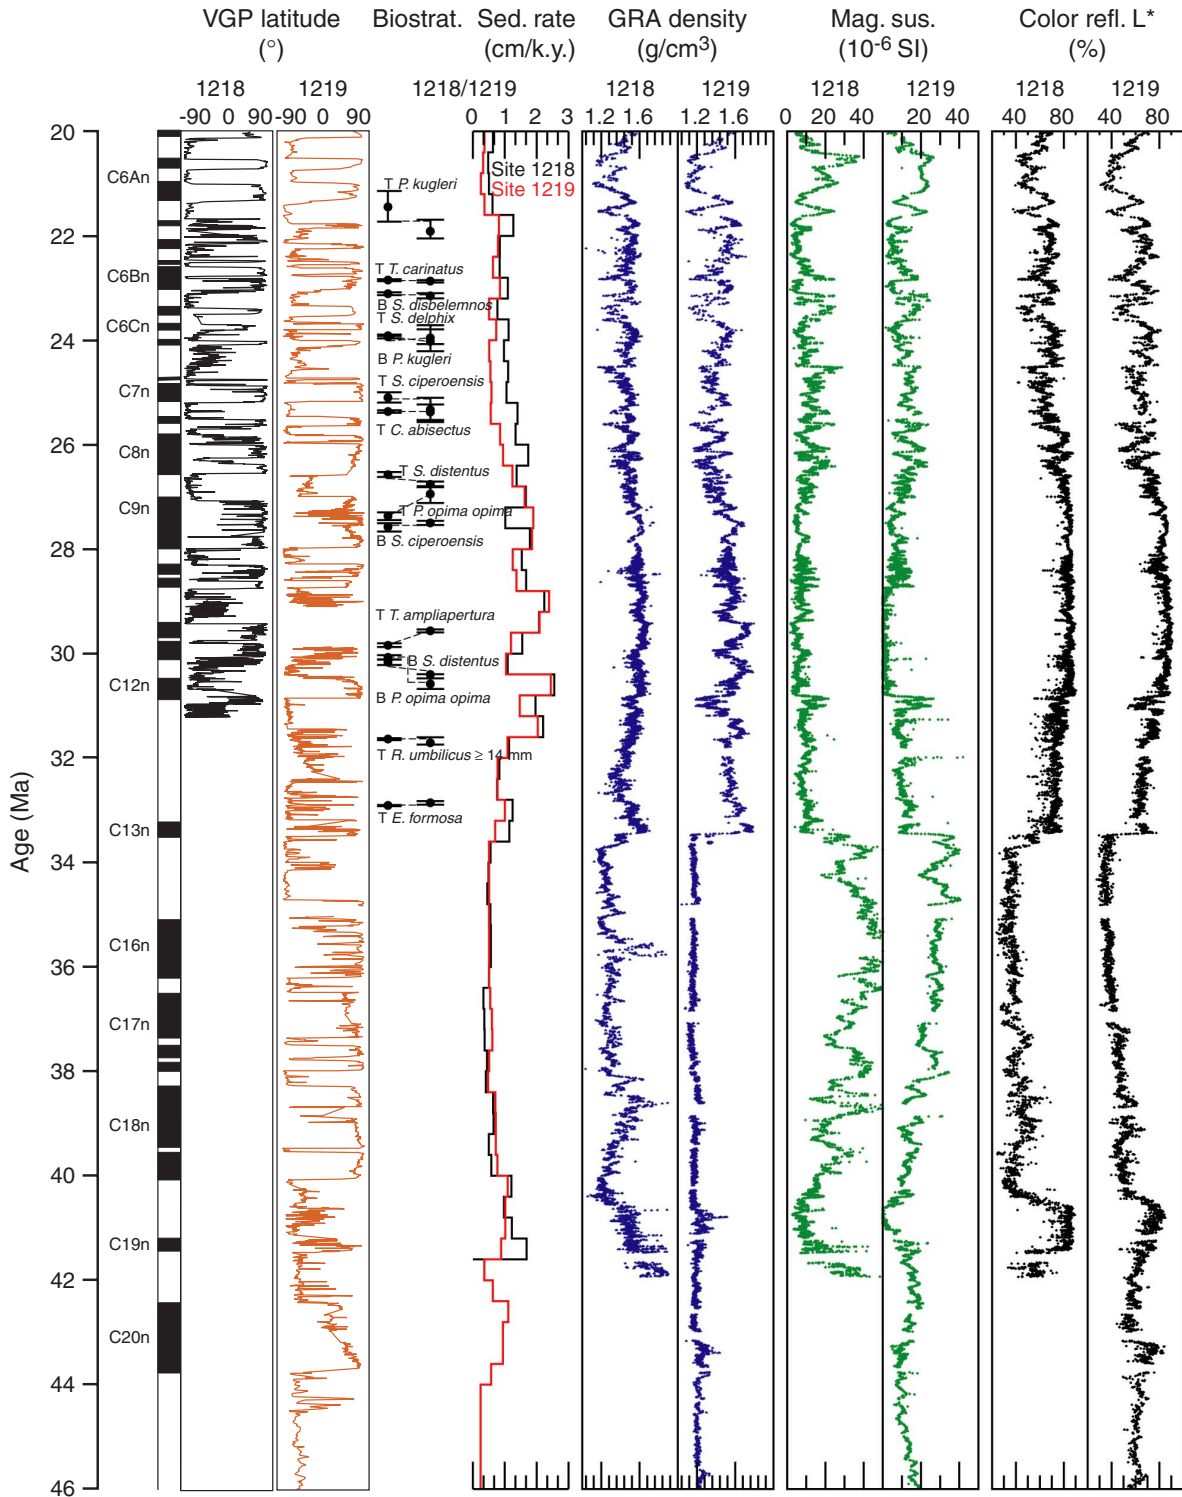 VGP latitude Biostrat. Sed. rate GRA density Mag. sus. Color refl. L*
(°) (cm/k.y.) (g/cm³) (10⁻⁶ SI) (%)
1218 1219 1218/1219 1218 1219 1218 1219 1218 1219
-90 0 90 -90 0 90 0 1 2 3 1.2 1.6 1.2 1.6 0 20 40 20 40 40 80 40 80
Age (Ma)
20
22
24
26
28
30
32
34
36
38
40
42
44
46
C6An
C6Bn
C6Cn
C7n
C8n
C9n
C12n
C13n
C16n
C17n
C18n
C19n
C20n
Site 1218
Site 1219
T P. kugleri
T T. carinatus
B S. disbelemnos
T S. delphix
B P. kugleri
T S. ciperoensis
T C. abisectus
T S. distentus
T P. opima opima
B S. ciperoensis
T T. ampliapertura
B S. distentus
B P. opima opima
T R. umbilicus ≥ 14 mm
T E. formosa